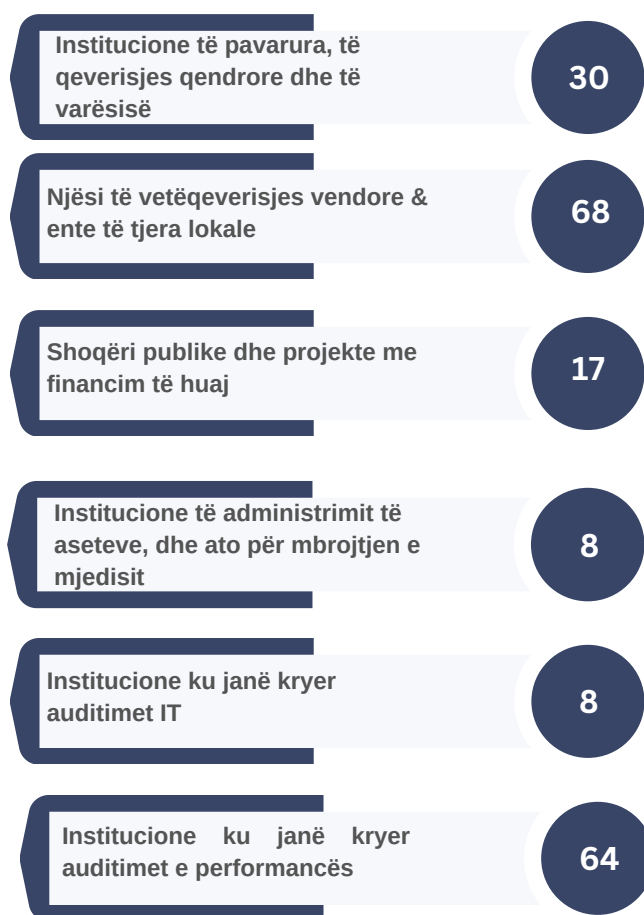 Institucione të pavarura, të
qeverisjes qendrore dhe të
varësisë
30
Njësi të vetëqeverisjes vendore &
ente të tjera lokale
68
Shoqëri publike dhe projekte me
financim të huaj
17
Institucione të administrimit të
aseteve, dhe ato për mbrojtjen e
mjedisit
8
Institucione ku janë kryer
auditimet IT
8
Institucione ku janë kryer
auditimet e performancës
64